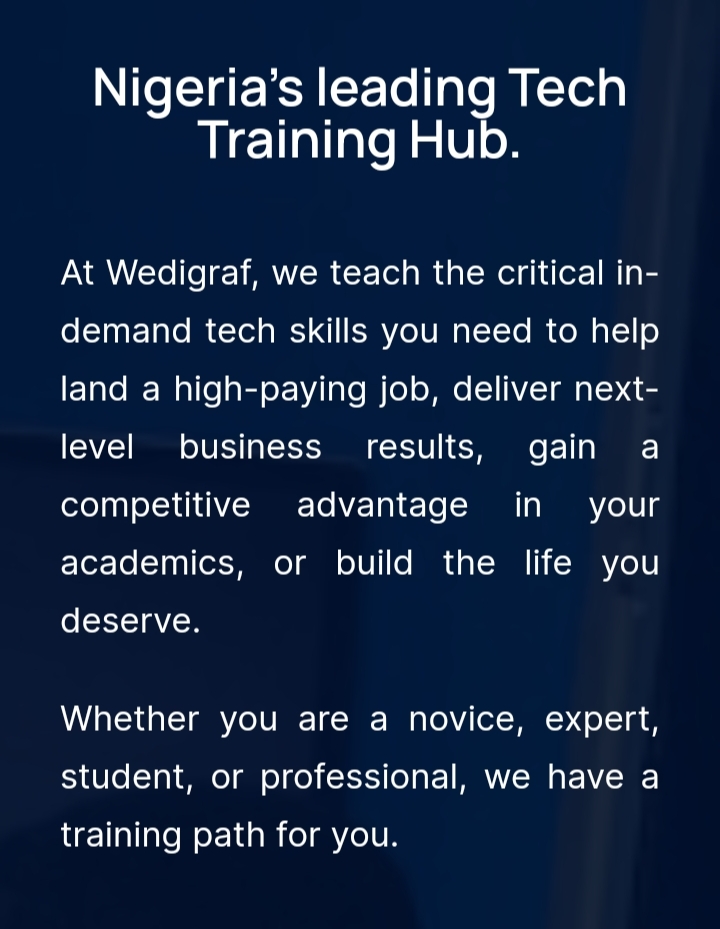 Nigeria’s leading Tech
Training Hub.
At Wedigraf, we teach the critical in-
demand tech skills you need to help
land a high-paying job, deliver next-
level business results, gain a
competitive advantage in your
academics, or build the life you
deserve.
Whether you are a novice, expert,
student, or professional, we have a
training path for you.